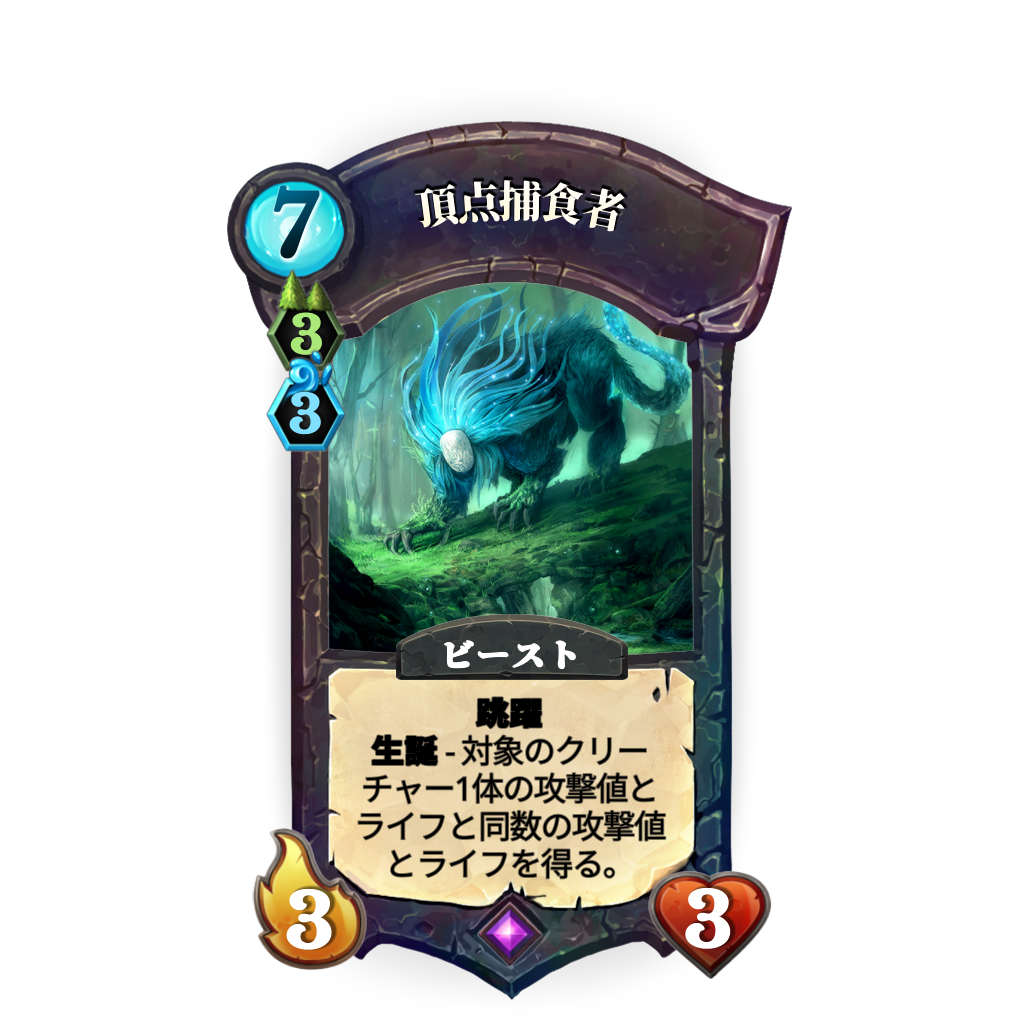 7
頂点捕食者
3
3
ビースト
跳躍
生誕 - 対象のクリー
チャー1体の攻撃値と
ライフと同数の攻撃値
とライフを得る。
3
3